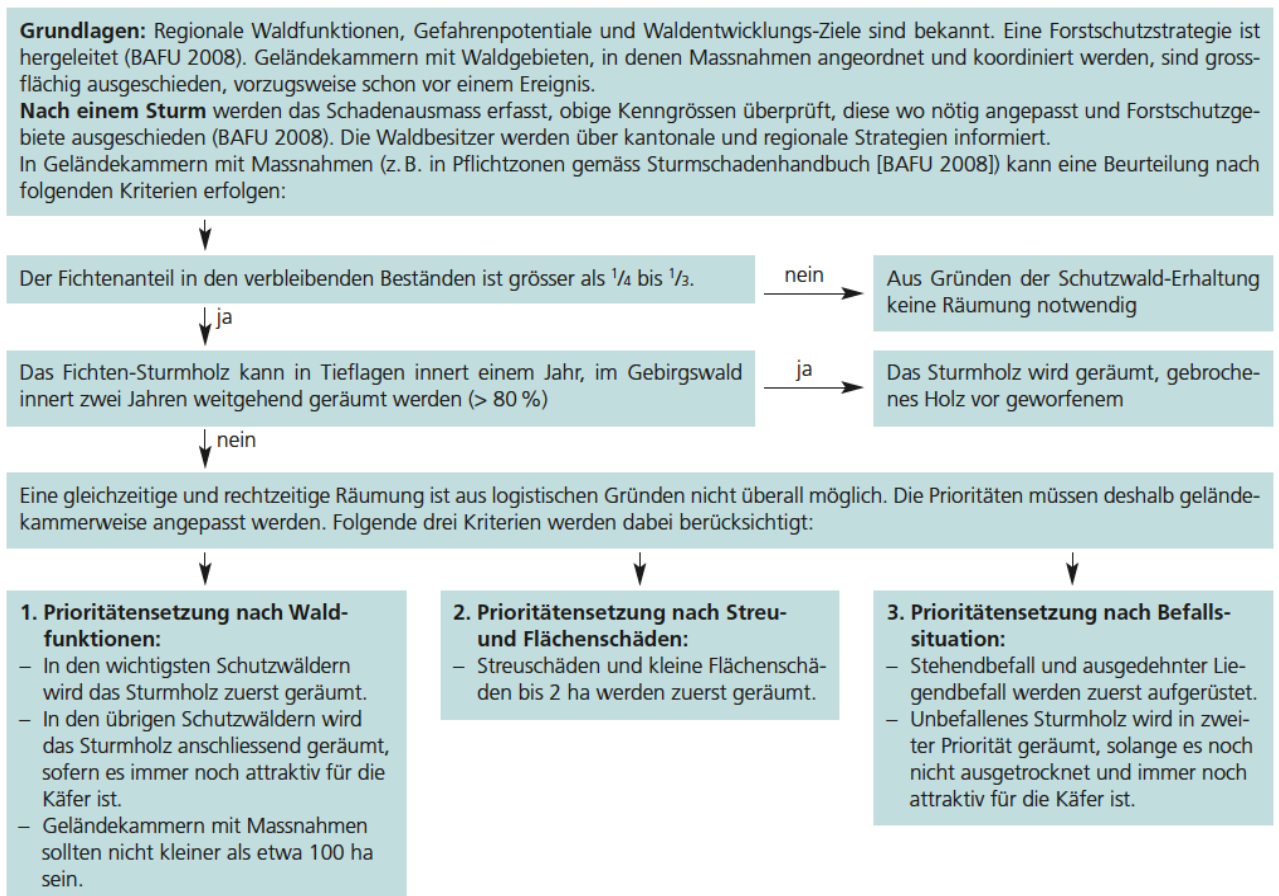 Grundlagen: Regionale Waldfunktionen, Gefahrenpotentiale und Waldentwicklungs-Ziele sind bekannt. Eine Forstschutzstrategie ist
hergeleitet (BAFU 2008). Geländekammern mit Waldgebieten, in denen Massnahmen angeordnet und koordiniert werden, sind gross-
flächig ausgeschieden, vorzugsweise schon vor einem Ereignis.
Nach einem Sturm werden das Schadenausmass erfasst, obige Kenngrössen überprüft, diese wo nötig angepasst und Forstschutzge-
biete ausgeschieden (BAFU 2008). Die Waldbesitzer werden über kantonale und regionale Strategien informiert.
In Geländekammern mit Massnahmen (z. B. in Pflichtzonen gemäss Sturmschadenhandbuch [BAFU 2008]) kann eine Beurteilung nach
folgenden Kriterien erfolgen:
Der Fichtenanteil in den verbleibenden Beständen ist grösser als 1/4 bis 1/3.
nein
Aus Gründen der Schutzwald-Erhaltung
keine Räumung notwendig
ja
Das Fichten-Sturmholz kann in Tieflagen innert einem Jahr, im Gebirgswald
innert zwei Jahren weitgehend geräumt werden (> 80 %)
ja
Das Sturmholz wird geräumt, gebroche-
nes Holz vor geworfenem
nein
Eine gleichzeitige und rechtzeitige Räumung ist aus logistischen Gründen nicht überall möglich. Die Prioritäten müssen deshalb gelände-
kammerweise angepasst werden. Folgende drei Kriterien werden dabei berücksichtigt:
1. Prioritätensetzung nach Wald-
funktionen:
– In den wichtigsten Schutzwäldern
wird das Sturmholz zuerst geräumt.
– In den übrigen Schutzwäldern wird
das Sturmholz anschliessend geräumt,
sofern es immer noch attraktiv für die
Käfer ist.
– Geländekammern mit Massnahmen
sollten nicht kleiner als etwa 100 ha
sein.
2. Prioritätensetzung nach Streu-
und Flächenschäden:
– Streuschäden und kleine Flächenschä-
den bis 2 ha werden zuerst geräumt.
3. Prioritätensetzung nach Befalls-
situation:
– Stehendbefall und ausgedehnter Lie-
gendbefall werden zuerst aufgerüstet.
– Unbefallenes Sturmholz wird in zwei-
ter Priorität geräumt, solange es noch
nicht ausgetrocknet und immer noch
attraktiv für die Käfer ist.